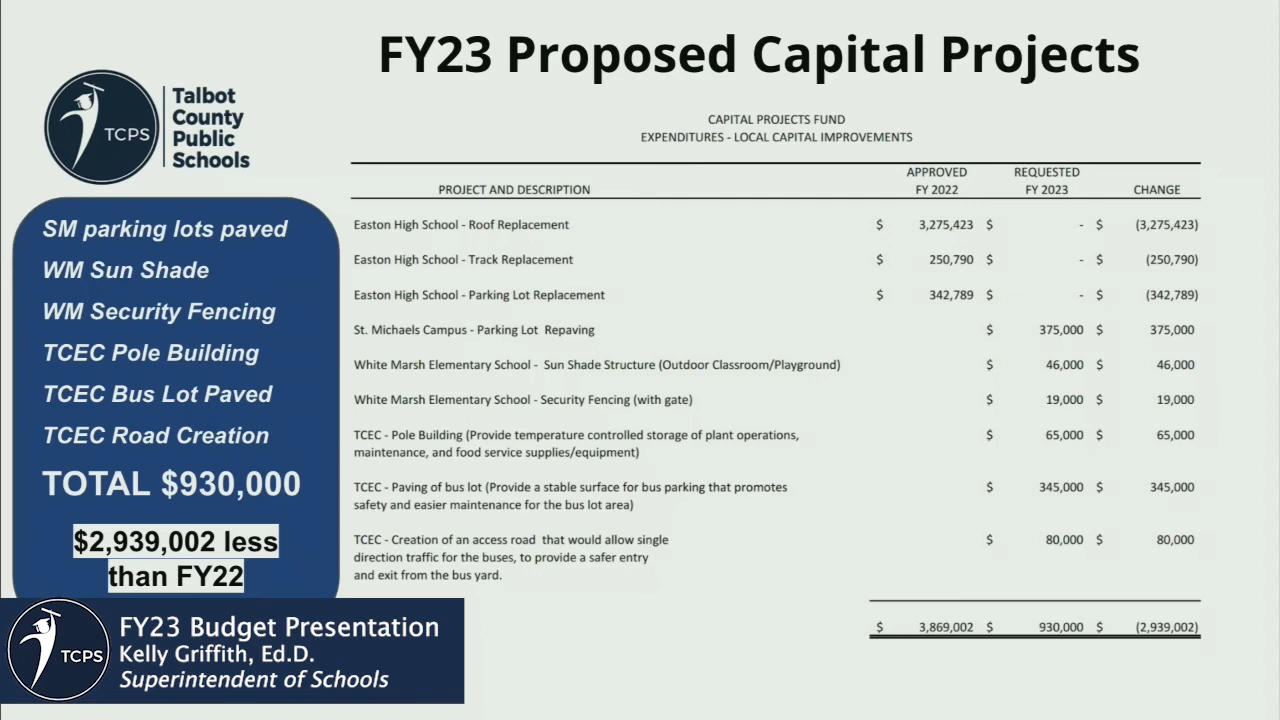 FY23 Proposed Capital Projects
TCPS
Talbot
County
Public
Schools
SM parking lots paved
WM Sun Shade
WM Security Fencing
TCEC Pole Building
TCEC Bus Lot Paved
TCEC Road Creation
TOTAL $930,000
$2,939,002 less
than FY22
CAPITAL PROJECTS FUND
EXPENDITURES - LOCAL CAPITAL IMPROVEMENTS
APPROVED REQUESTED
PROJECT AND DESCRIPTION FY 2022 FY 2023 CHANGE
Easton High School - Roof Replacement $ 3,275,423 $ - $ (3,275,423)
Easton High School - Track Replacement $ 250,790 $ - $ (250,790)
Easton High School - Parking Lot Replacement $ 342,789 $ - $ (342,789)
St. Michaels Campus - Parking Lot Repaving $ 375,000 $ 375,000
White Marsh Elementary School - Sun Shade Structure (Outdoor Classroom/Playground) $ 46,000 $ 46,000
White Marsh Elementary School - Security Fencing (with gate) $ 19,000 $ 19,000
TCEC - Pole Building (Provide temperature controlled storage of plant operations, $ 65,000 $ 65,000
maintenance, and food service supplies/equipment)
TCEC - Paving of bus lot (Provide a stable surface for bus parking that promotes $ 345,000 $ 345,000
safety and easier maintenance for the bus lot area)
TCEC - Creation of an access road that would allow single $ 80,000 $ 80,000
direction traffic for the buses, to provide a safer entry
and exit from the bus yard.
$ 3,869,002 $ 930,000 $ (2,939,002)
TCPS
FY23 Budget Presentation
Kelly Griffith, Ed.D.
Superintendent of Schools